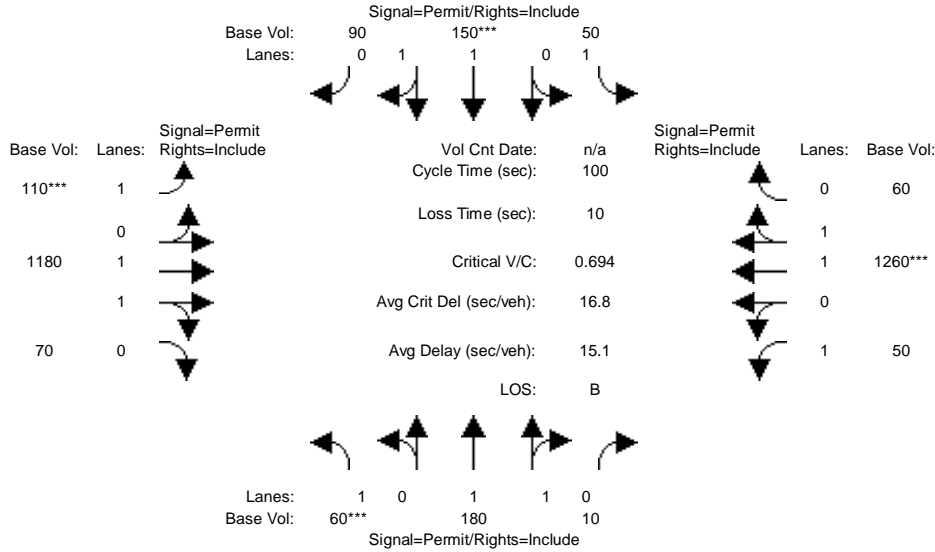 Signal=Permit/Rights=Include
Base Vol: 90 150*** 50
Lanes: 0 1 1 0 1
Signal=Permit
Base Vol: Lanes: Rights=Include
Vol Cnt Date: n/a
Signal=Permit
Rights=Include Lanes: Base Vol:
Cycle Time (sec): 100
110*** 1
0 60
Loss Time (sec): 10
0
1
1180 1
Critical V/C: 0.694
1 1260***
1
Avg Crit Del (sec/veh): 16.8
0
70 0
Avg Delay (sec/veh): 15.1
1 50
LOS: B
Lanes: 1 0 1 1 0
Base Vol: 60*** 180 10
Signal=Permit/Rights=Include